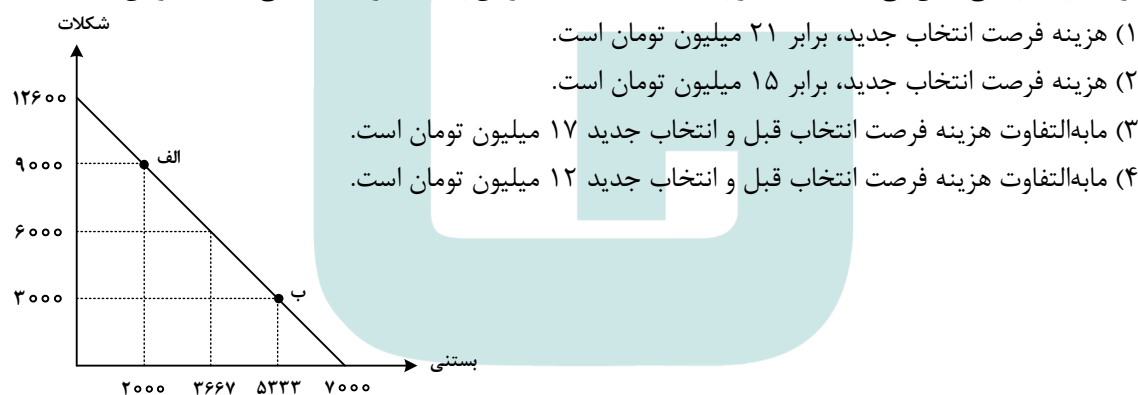 شکلات
۱) هزینه فرصت انتخاب جدید، برابر ۲۱ میلیون تومان است.
۲) هزینه فرصت انتخاب جدید، برابر ۱۵ میلیون تومان است.
۳) مابه‌التفاوت هزینه فرصت انتخاب قبل و انتخاب جدید ۱۷ میلیون تومان است.
۴) مابه‌التفاوت هزینه فرصت انتخاب قبل و انتخاب جدید ۱۲ میلیون تومان است.
۱۲۶۰۰
۹۰۰۰
الف
۶۰۰۰
۳۰۰۰
ب
بستنی
۲۰۰۰ ۳۶۶۷ ۵۳۳۳ ۷۰۰۰